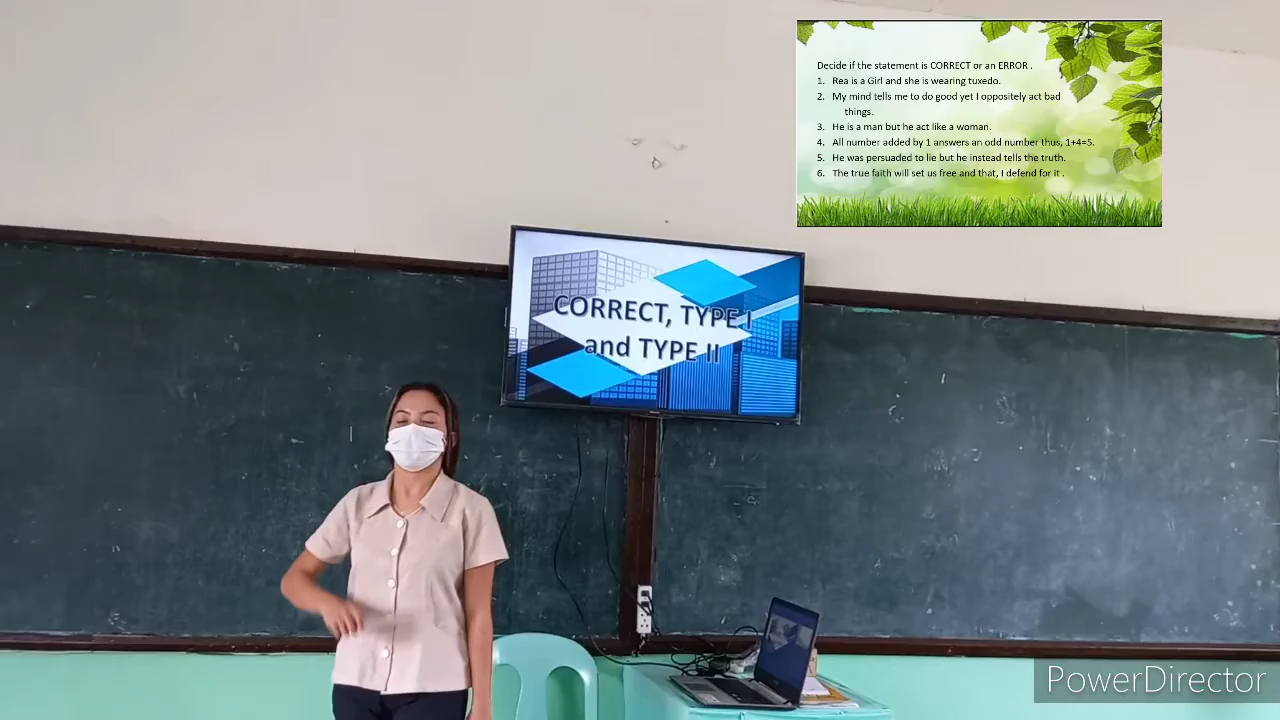 Decide if the statement is CORRECT or an ERROR .
1. Rea is a Girl and she is wearing tuxedo.
2. My mind tells me to do good yet I oppositely act bad
things.
3. He is a man but he act like a woman.
4. All number added by 1 answers an odd number thus, 1+4=5.
5. He was persuaded to lie but he instead tells the truth.
6. The true faith will set us free and that, I defend for it .
CORRECT, TYPE I
and TYPE II
PowerDirector